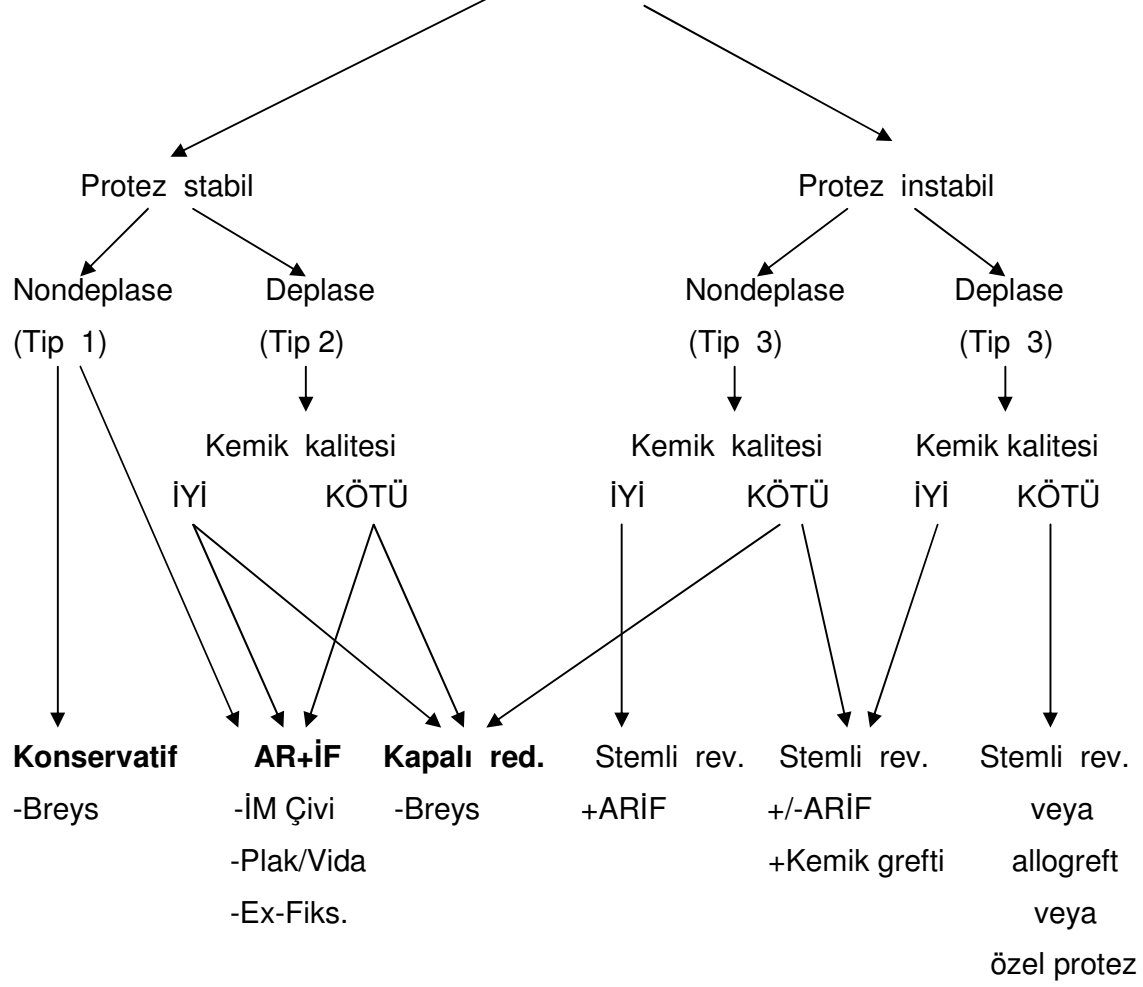 Protez stabil Protez instabil
Nondeplase Deplase Nondeplase Deplase
(Tip 1) (Tip 2) (Tip 3) (Tip 3)
Kemik kalitesi Kemik kalitesi Kemik kalitesi
İYİ KÖTÜ İYİ KÖTÜ İYİ KÖTÜ
Konservatif AR+İF Kapalı red. Stemli rev. Stemli rev. Stemli rev.
-Breys -İM Çivi -Breys +ARİF +/-ARİF veya
-Plak/Vida +Kemik grefti allogreft
-Ex-Fiks. veya
özel protez